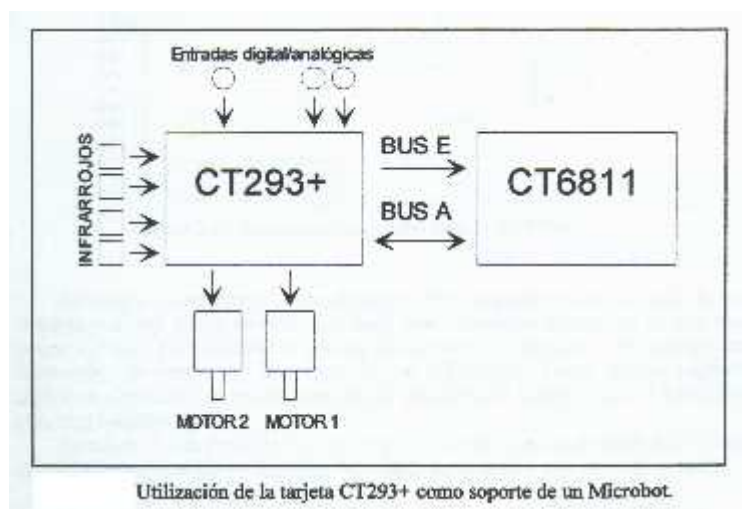 Entradas digital/analógicas
INFRARROJOS
CT293+
BUS E
BUS A
CT6811
MOTOR 2 MOTOR 1
Utilización de la tarjeta CT293+ como soporte de un Microbot.